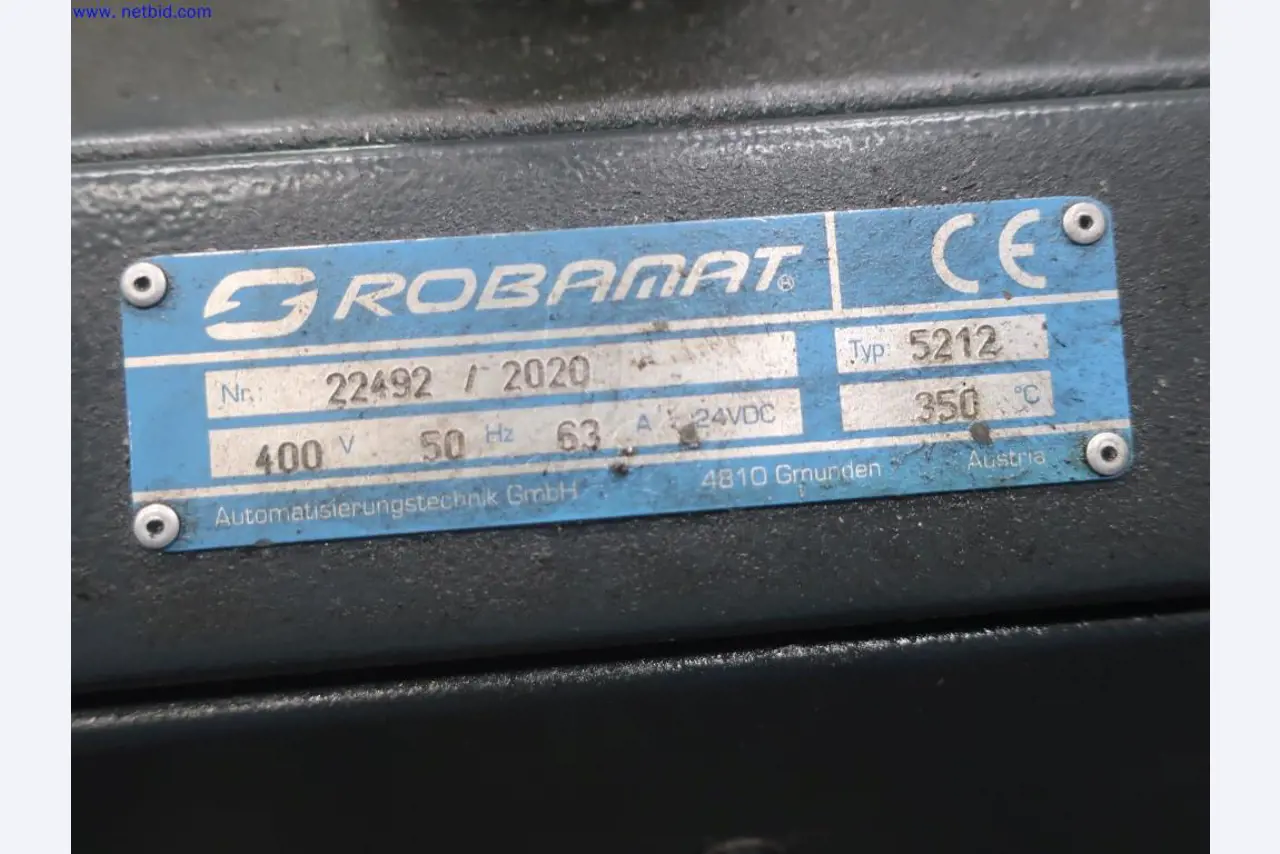 www. netbid.com
ROBAMAT® CE
Nr.: 22492 / 2020 Typ 5212
400 V 50 Hz 63 A 24VDC 350 °C
Automatisierungstechnik GmbH 4810 Gmunden Austria